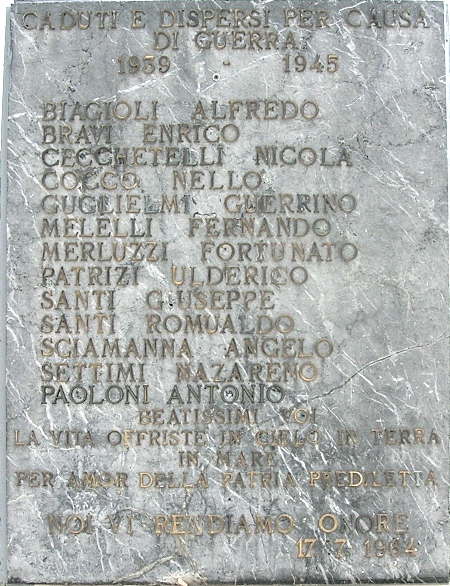 CADUTI E DISPERSI PER CAUSA
DI GUERRA
1939 - 1945
BIAGIOLI ALFREDO
BRAVI ENRICO
CECCHETELLI NICOLA
COCCO NELLO
GUGLIELMI GUERRINO
MELELLI FERNANDO
MERLUZZI FORTUNATO
PATRIZI ULDERICO
SANTI GIUSEPPE
SANTI ROMUALDO
SCIAMANNA ANGELO
SETTIMI NAZARENO
PAOLONI ANTONIO
BEATISSIMI VOI
LA VITA OFFRISTE IN CIELO IN TERRA
IN MARE
PER AMOR DELLA PATRIA PREDILETTA
NOI VI RENDIAMO ONORE
17 7 1964